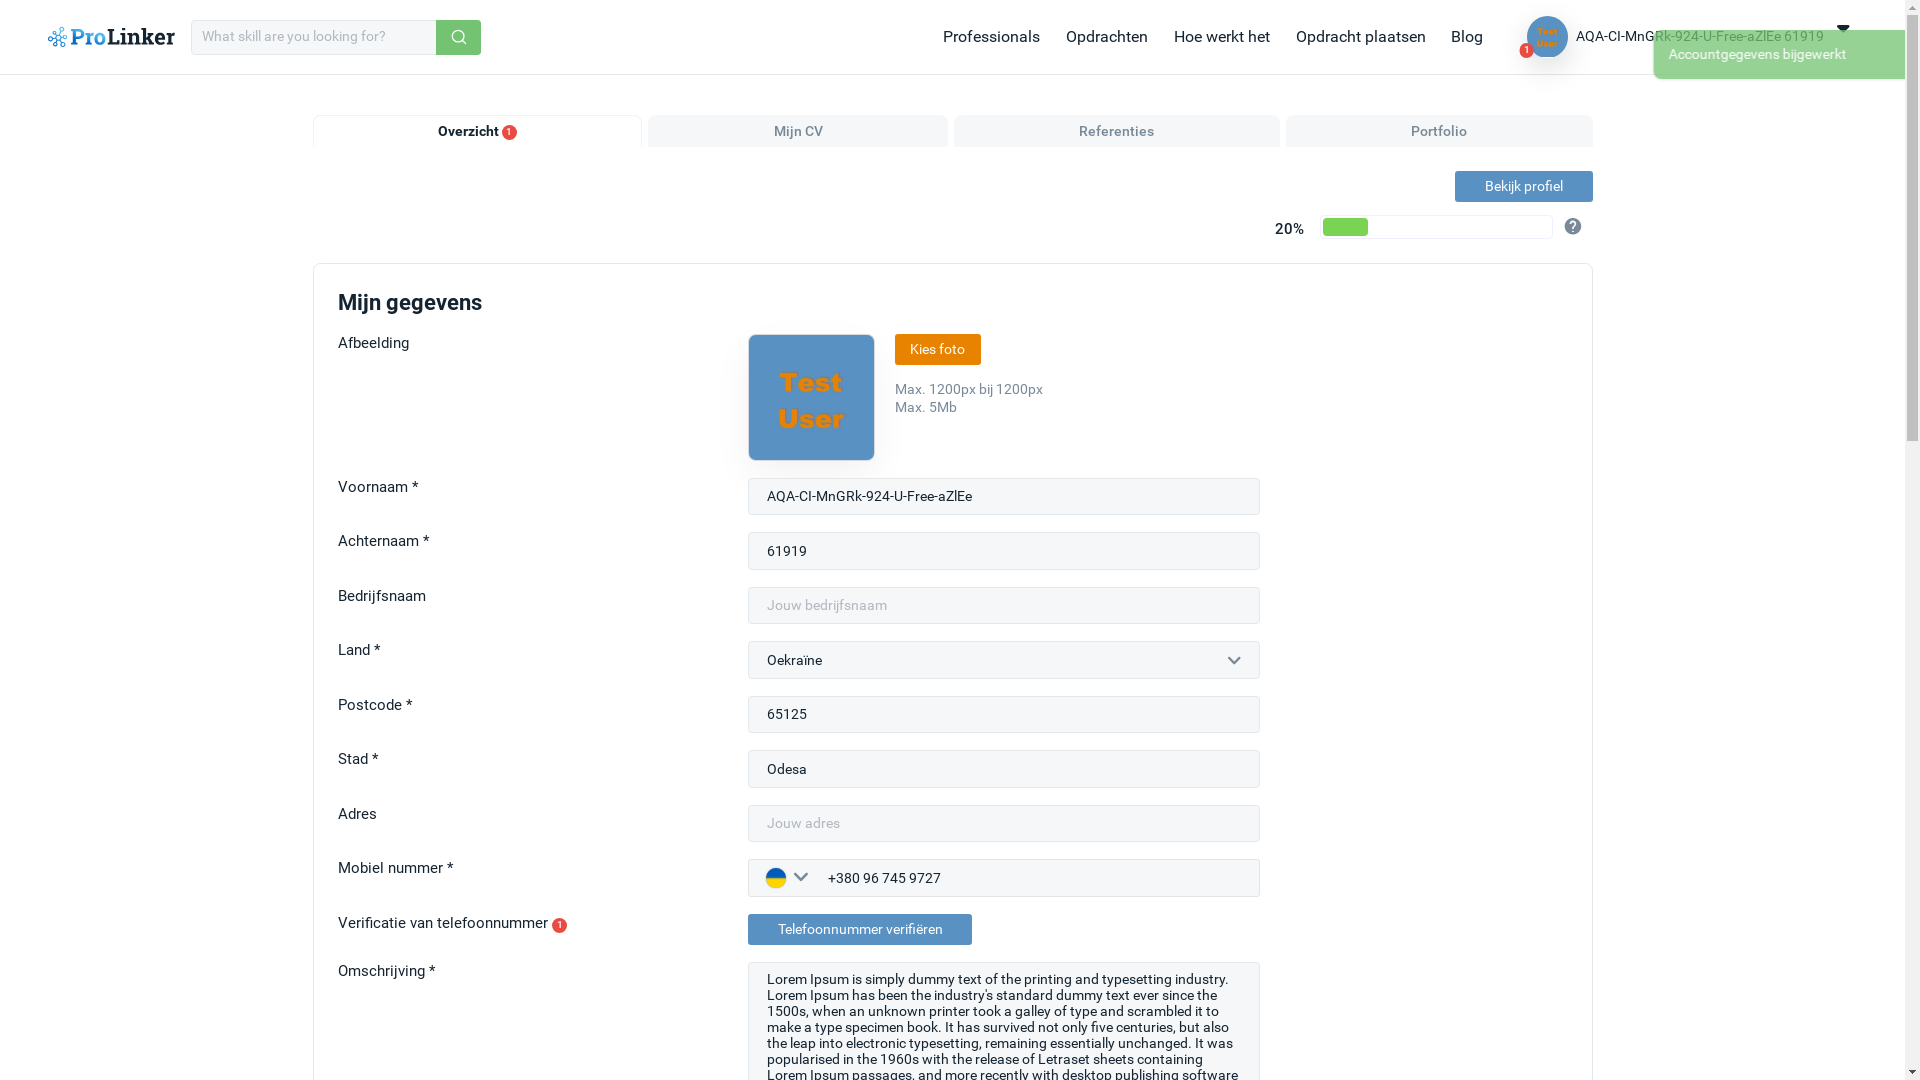 ProLinker
What skill are you looking for?
Professionals
Opdrachten
Hoe werkt het
Opdracht plaatsen
Blog
Test
User
1
AQA-CI-MnGRk-924-U-Free-aZlEe 61919
Accountgegevens bijgewerkt
Overzicht 1
Mijn CV
Referenties
Portfolio
Bekijk profiel
20%
?
Mijn gegevens
Afbeelding
Test
User
Kies foto
Max. 1200px bij 1200px
Max. 5Mb
Voornaam *
AQA-CI-MnGRk-924-U-Free-aZlEe
Achternaam *
61919
Bedrijfsnaam
Jouw bedrijfsnaam
Land *
Oekraïne
Postcode *
65125
Stad *
Odesa
Adres
Jouw adres
Mobiel nummer *
+380 96 745 9727
Verificatie van telefoonnummer 1
Telefoonnummer verifiëren
Omschrijving *
Lorem Ipsum is simply dummy text of the printing and typesetting industry.
Lorem Ipsum has been the industry's standard dummy text ever since the
1500s, when an unknown printer took a galley of type and scrambled it to
make a type specimen book. It has survived not only five centuries, but also
the leap into electronic typesetting, remaining essentially unchanged. It was
popularised in the 1960s with the release of Letraset sheets containing
Lorem Ipsum passages, and more recently with desktop publishing software